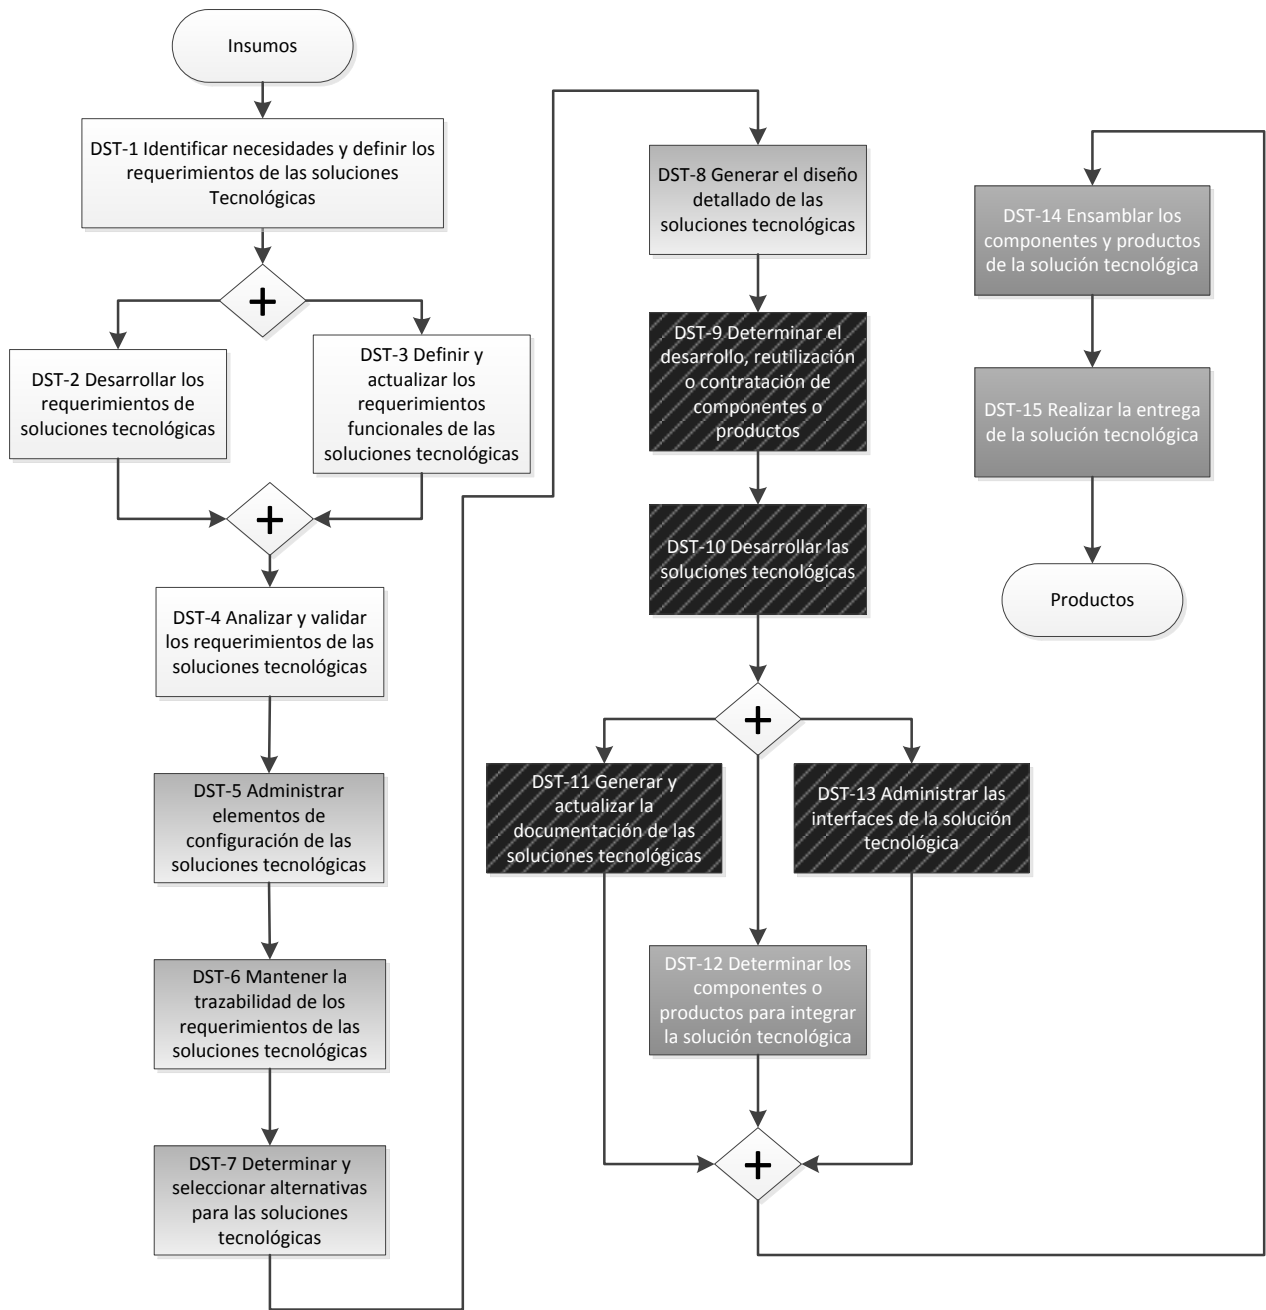 Insumos
DST-1 Identificar necesidades y definir los
requerimientos de las soluciones
Tecnológicas
DST-2 Desarrollar los
requerimientos de
soluciones tecnológicas
DST-3 Definir y
actualizar los
requerimientos
funcionales de las
soluciones tecnológicas
DST-4 Analizar y validar
los requerimientos de las
soluciones tecnológicas
DST-5 Administrar
elementos de
configuración de las
soluciones tecnológicas
DST-6 Mantener la
trazabilidad de los
requerimientos de las
soluciones tecnológicas
DST-7 Determinar y
seleccionar alternativas
para las soluciones
tecnológicas
DST-8 Generar el diseño
detallado de las
soluciones tecnológicas
DST-9 Determinar el
desarrollo, reutilización
o contratación de
componentes o
productos
DST-10 Desarrollar las
soluciones tecnológicas
DST-11 Generar y
actualizar la
documentación de las
soluciones tecnológicas
DST-13 Administrar las
interfaces de la solución
tecnológica
DST-12 Determinar los
componentes o
productos para integrar
la solución tecnológica
DST-14 Ensamblar los
componentes y productos
de la solución tecnológica
DST-15 Realizar la entrega
de la solución tecnológica
Productos